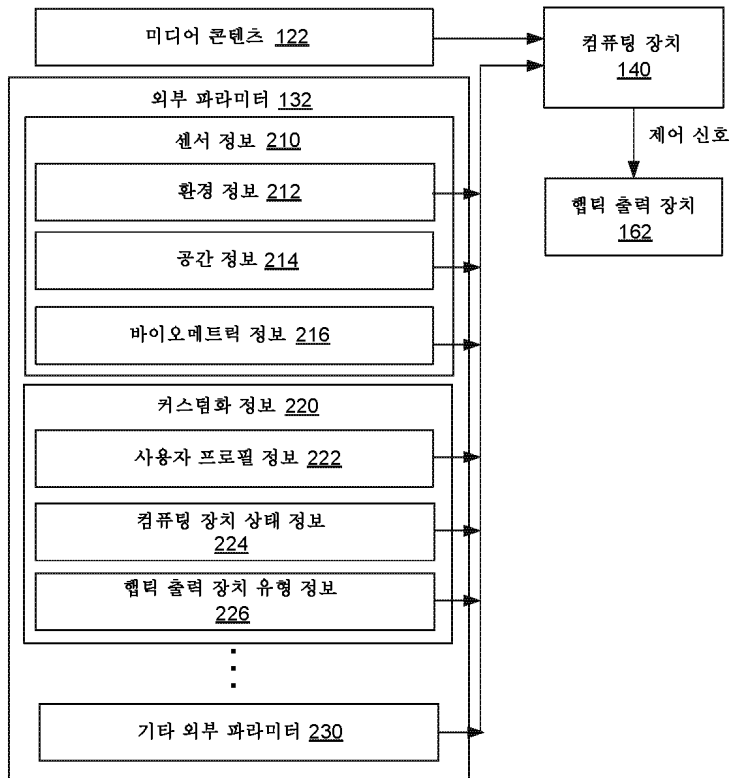 미디어 콘텐츠 122
컴퓨팅 장치
140
외부 파라미터 132
센서 정보 210
제어 신호
환경 정보 212
햅틱 출력 장치
162
공간 정보 214
바이오메트릭 정보 216
커스텀화 정보 220
사용자 프로필 정보 222
컴퓨팅 장치 상태 정보
224
햅틱 출력 장치 유형 정보
226
기타 외부 파라미터 230